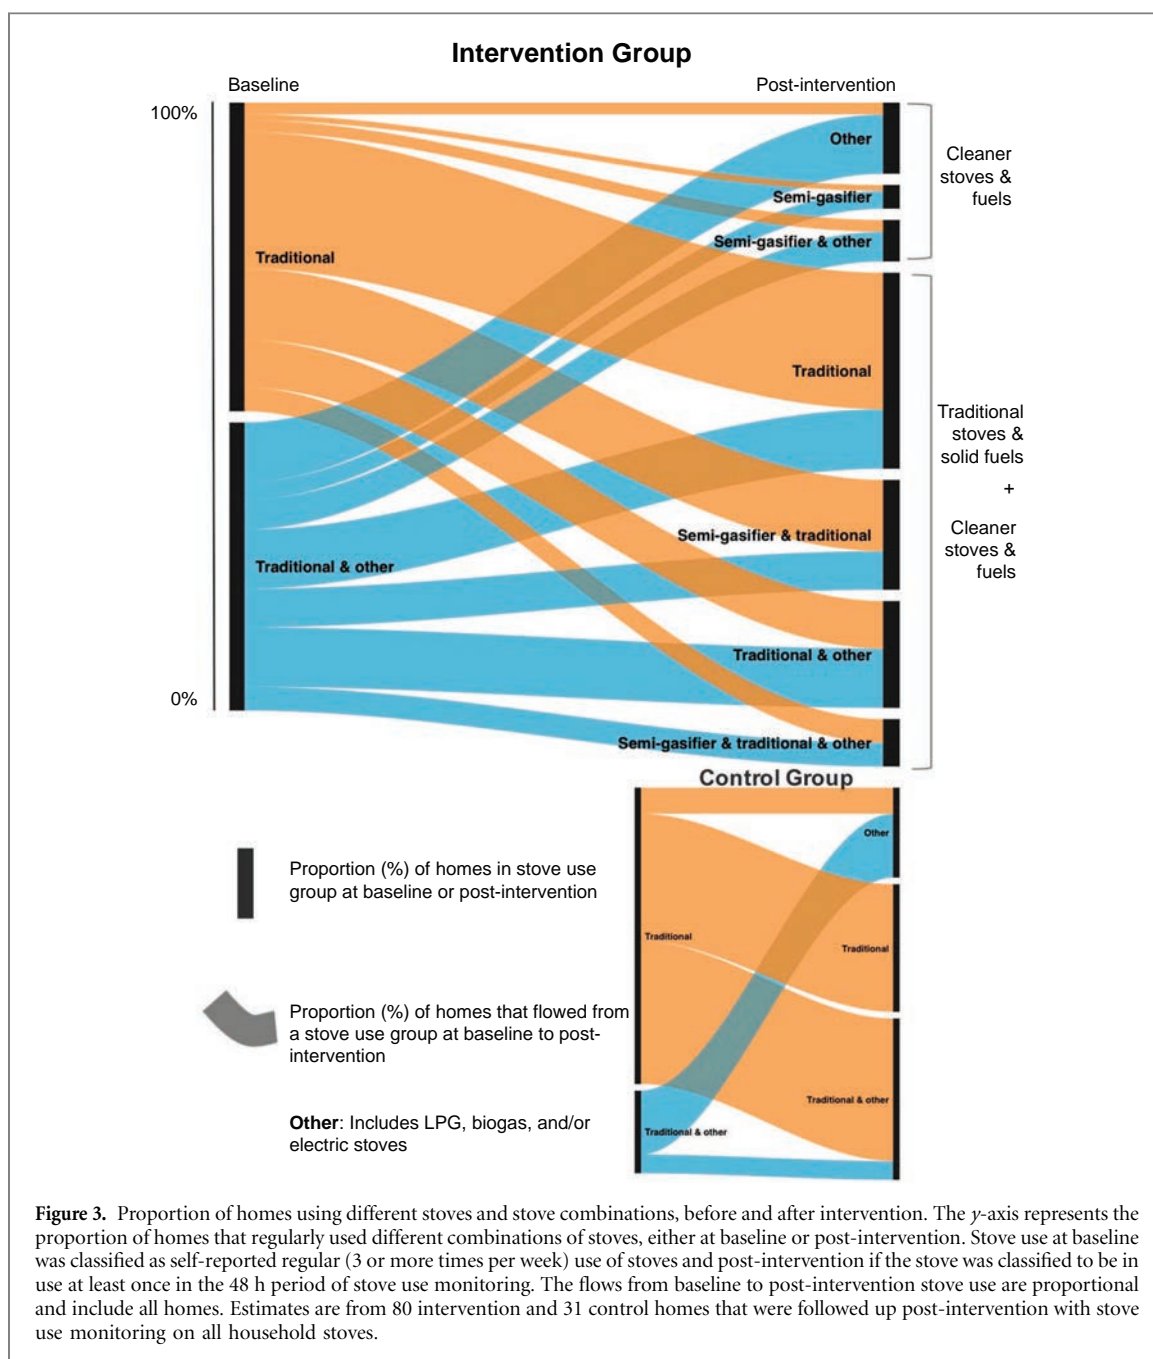 Intervention Group
Baseline
Post-intervention
100%
0%
Traditional
Traditional & other
Other
Semi-gasifier
Semi-gasifier & other
Traditional
Semi-gasifier & traditional
Traditional & other
Semi-gasifier & traditional & other
Cleaner
stoves &
fuels
Traditional
stoves &
solid fuels
+
Cleaner
stoves &
fuels
Control Group
Traditional
Traditional & other
Other
Traditional
Traditional & other
Proportion (%) of homes in stove use
group at baseline or post-intervention
Proportion (%) of homes that flowed from
a stove use group at baseline to post-
intervention
Other: Includes LPG, biogas, and/or
electric stoves
Figure 3. Proportion of homes using different stoves and stove combinations, before and after intervention. The y-axis represents the
proportion of homes that regularly used different combinations of stoves, either at baseline or post-intervention. Stove use at baseline
was classified as self-reported regular (3 or more times per week) use of stoves and post-intervention if the stove was classified to be in
use at least once in the 48 h period of stove use monitoring. The flows from baseline to post-intervention stove use are proportional
and include all homes. Estimates are from 80 intervention and 31 control homes that were followed up post-intervention with stove
use monitoring on all household stoves.